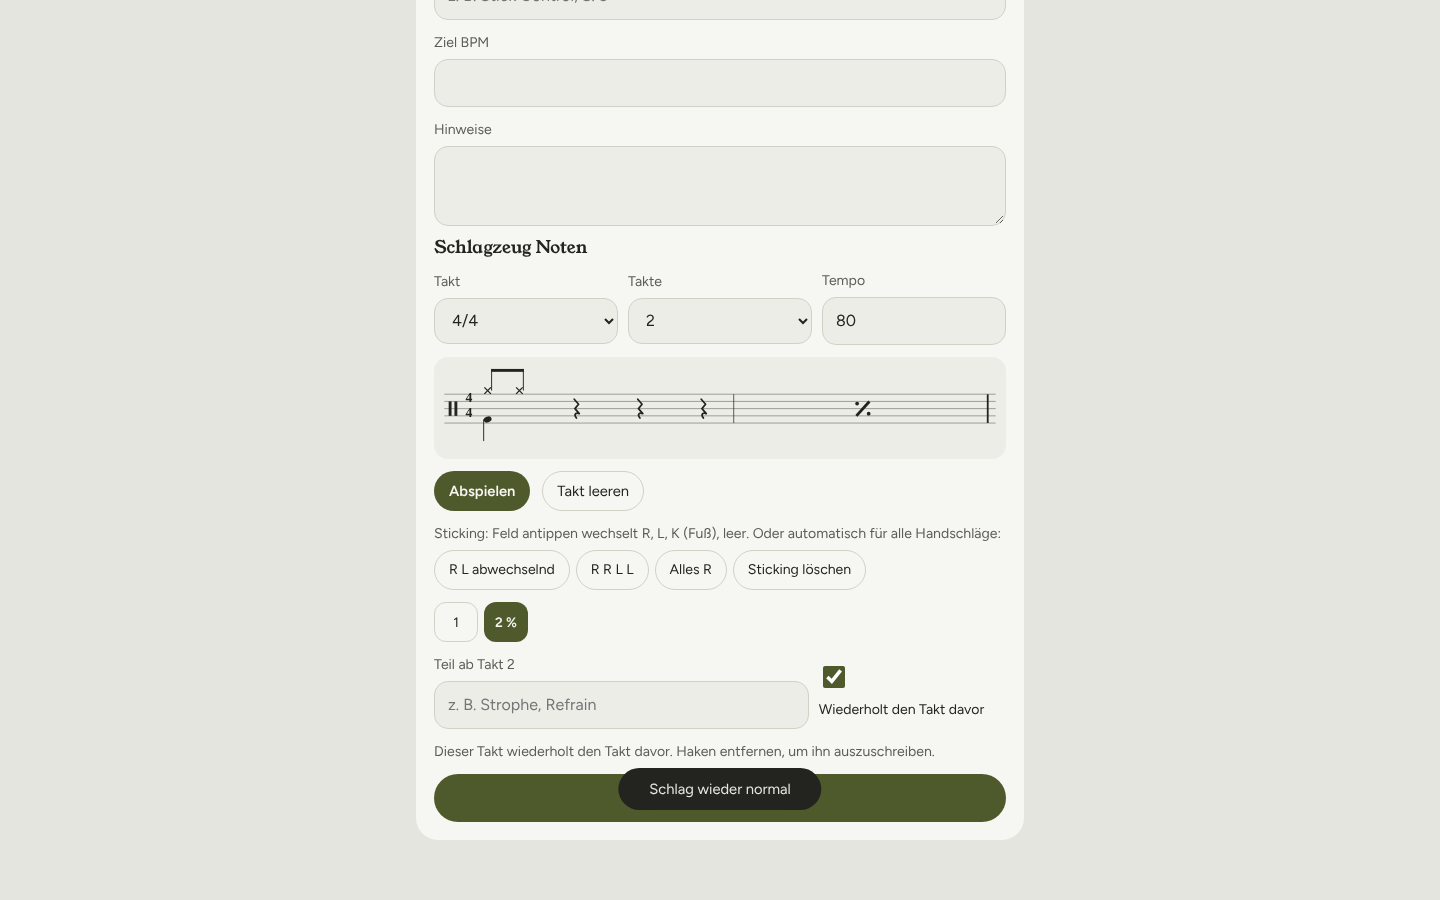 Ziel BPM
Hinweise
Schlagzeug Noten
Takt
Takte
Tempo
4/4
2
80
4
4
Abspielen
Takt leeren
Sticking: Feld antippen wechselt R, L, K (Fuß), leer. Oder automatisch für alle Handschläge:
R L abwechselnd
R R L L
Alles R
Sticking löschen
1
2 %
Teil ab Takt 2
z. B. Strophe, Refrain
Wiederholt den Takt davor
Dieser Takt wiederholt den Takt davor. Haken entfernen, um ihn auszuschreiben.
Schlag wieder normal